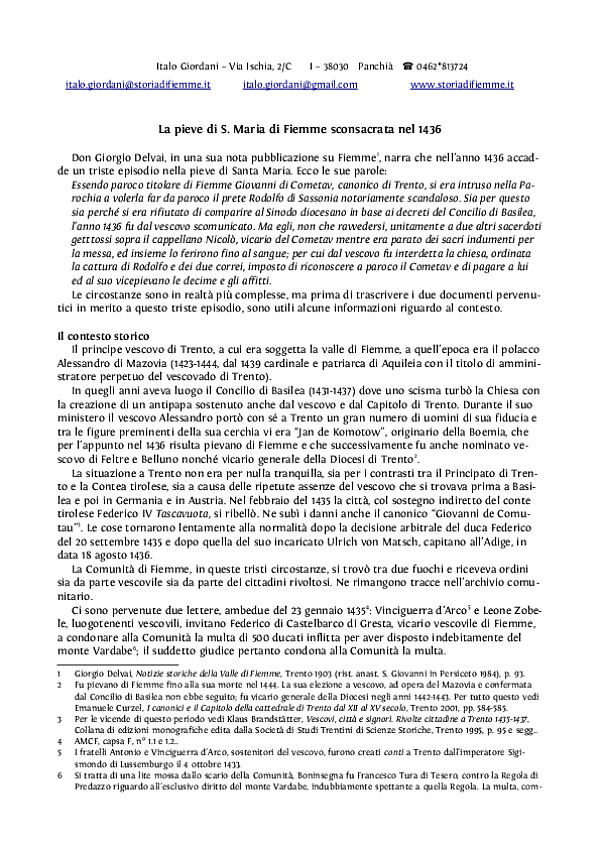 Italo Giordani – Via Ischia, 2/C I – 38030 Panchià ☎ 0462*813724
italo.giordani@storiadifiemme.it italo.giordani@gmail.com www.storiadifiemme.it
La pieve di S. Maria di Fiemme sconsacrata nel 1436
Don Giorgio Delvai, in una sua nota pubblicazione su Fiemme1, narra che nell'anno 1436 accad-
de un triste episodio nella pieve di Santa Maria. Ecco le sue parole:
Essendo paroco titolare di Fiemme Giovanni di Cometav, canonico di Trento, si era intruso nella Pa-
rochia a volerla far da paroco il prete Rodolfo di Sassonia notoriamente scandaloso. Sia per questo
sia perché si era rifiutato di comparire al Sinodo diocesano in base ai decreti del Concilio di Basilea,
l'anno 1436 fu dal vescovo scomunicato. Ma egli, non che ravvedersi, unitamente a due altri sacerdoti
getttossi sopra il cappellano Nicolò, vicario del Cometav mentre era parato dei sacri indumenti per
la messa, ed insieme lo ferirono fino al sangue; per cui dal vescovo fu interdetta la chiesa, ordinata
la cattura di Rodolfo e dei due correi, imposto di riconoscere a paroco il Cometav e di pagare a lui
ed al suo vicepievano le decime e gli affitti.
Le circostanze sono in realtà più complesse, ma prima di trascrivere i due documenti pervenu-
tici in merito a questo triste episodio, sono utili alcune informazioni riguardo al contesto.
Il contesto storico
Il principe vescovo di Trento, a cui era soggetta la valle di Fiemme, a quell'epoca era il polacco
Alessandro di Mazovia (1423-1444, dal 1439 cardinale e patriarca di Aquileia con il titolo di ammini-
stratore perpetuo del vescovado di Trento).
In quegli anni aveva luogo il Concilio di Basilea (1431-1437) dove uno scisma turbò la Chiesa con
la creazione di un antipapa sostenuto anche dal vescovo e dal Capitolo di Trento. Durante il suo
ministero il vescovo Alessandro portò con sé a Trento un gran numero di uomini di sua fiducia e
tra le figure preminenti della sua cerchia vi era "Jan de Komotow", originario della Boemia, che
per l'appunto nel 1436 risulta pievano di Fiemme e che successivamente fu anche nominato ve-
scovo di Feltre e Belluno nonché vicario generale della Diocesi di Trento2.
La situazione a Trento non era per nulla tranquilla, sia per i contrasti tra il Principato di Tren-
to e la Contea tirolese, sia a causa delle ripetute assenze del vescovo che si trovava prima a Basi-
lea e poi in Germania e in Austria. Nel febbraio del 1435 la città, col sostegno indiretto del conte
tirolese Federico IV Tascavuota, si ribellò. Ne subì i danni anche il canonico "Giovanni de Comu-
tau"3. Le cose tornarono lentamente alla normalità dopo la decisione arbitrale del duca Federico
del 20 settembre 1435 e dopo quella del suo incaricato Ulrich von Matsch, capitano all'Adige, in
data 18 agosto 1436.
La Comunità di Fiemme, in queste tristi circostanze, si trovò tra due fuochi e riceveva ordini
sia da parte vescovile sia da parte dei cittadini rivoltosi. Ne rimangono tracce nell'archivio comu-
nitario.
Ci sono pervenute due lettere, ambedue del 23 gennaio 14354: Vinciguerra d'Arco5 e Leone Zobe-
le, luogotenenti vescovili, invitano Federico di Castelbarco di Gresta, vicario vescovile di Fiemme,
a condonare alla Comunità la multa di 500 ducati inflitta per aver disposto indebitamente del
monte Vardabe6; il suddetto giudice pertanto condona alla Comunità la multa.
1 Giorgio Delvai, Notizie storiche della Valle di Fiemme, Trento 1903 (rist. anast. S. Giovanni in Persiceto 1984), p. 93.
2 Fu pievano di Fiemme fino alla sua morte nel 1444. La sua elezione a vescovo, ad opera del Mazovia e confermata
dal Concilio di Basilea non ebbe seguito; fu vicario generale della Diocesi negli anni 1442-1443. Per tutto questo vedi
Emanuele Curzel, I canonici e il Capitolo della cattedrale di Trento dal XII al XV secolo, Trento 2001, pp. 584-585.
3 Per le vicende di questo periodo vedi Klaus Brandstätter, Vescovi, città e signori. Rivolte cittadine a Trento 1435-1437,
Collana di edizioni monografiche edita dalla Società di Studi Trentini di Scienze Storiche, Trento 1995, p. 95 e segg..
4 AMCF, capsa F, n° 1.1 e 1.2..
5 I fratelli Antonio e Vinciguerra d'Arco, sostenitori del vescovo, furono creati conti a Trento dall'imperatore Sigi-
smondo di Lussemburgo il 4 ottobre 1433.
6 Si tratta di una lite mossa dallo scario della Comunità, Boninsegna fu Francesco Tura di Tesero, contro la Regola di
Predazzo riguardo all'esclusivo diritto del monte Vardabe, indubbiamente spettante a quella Regola. La multa, com-